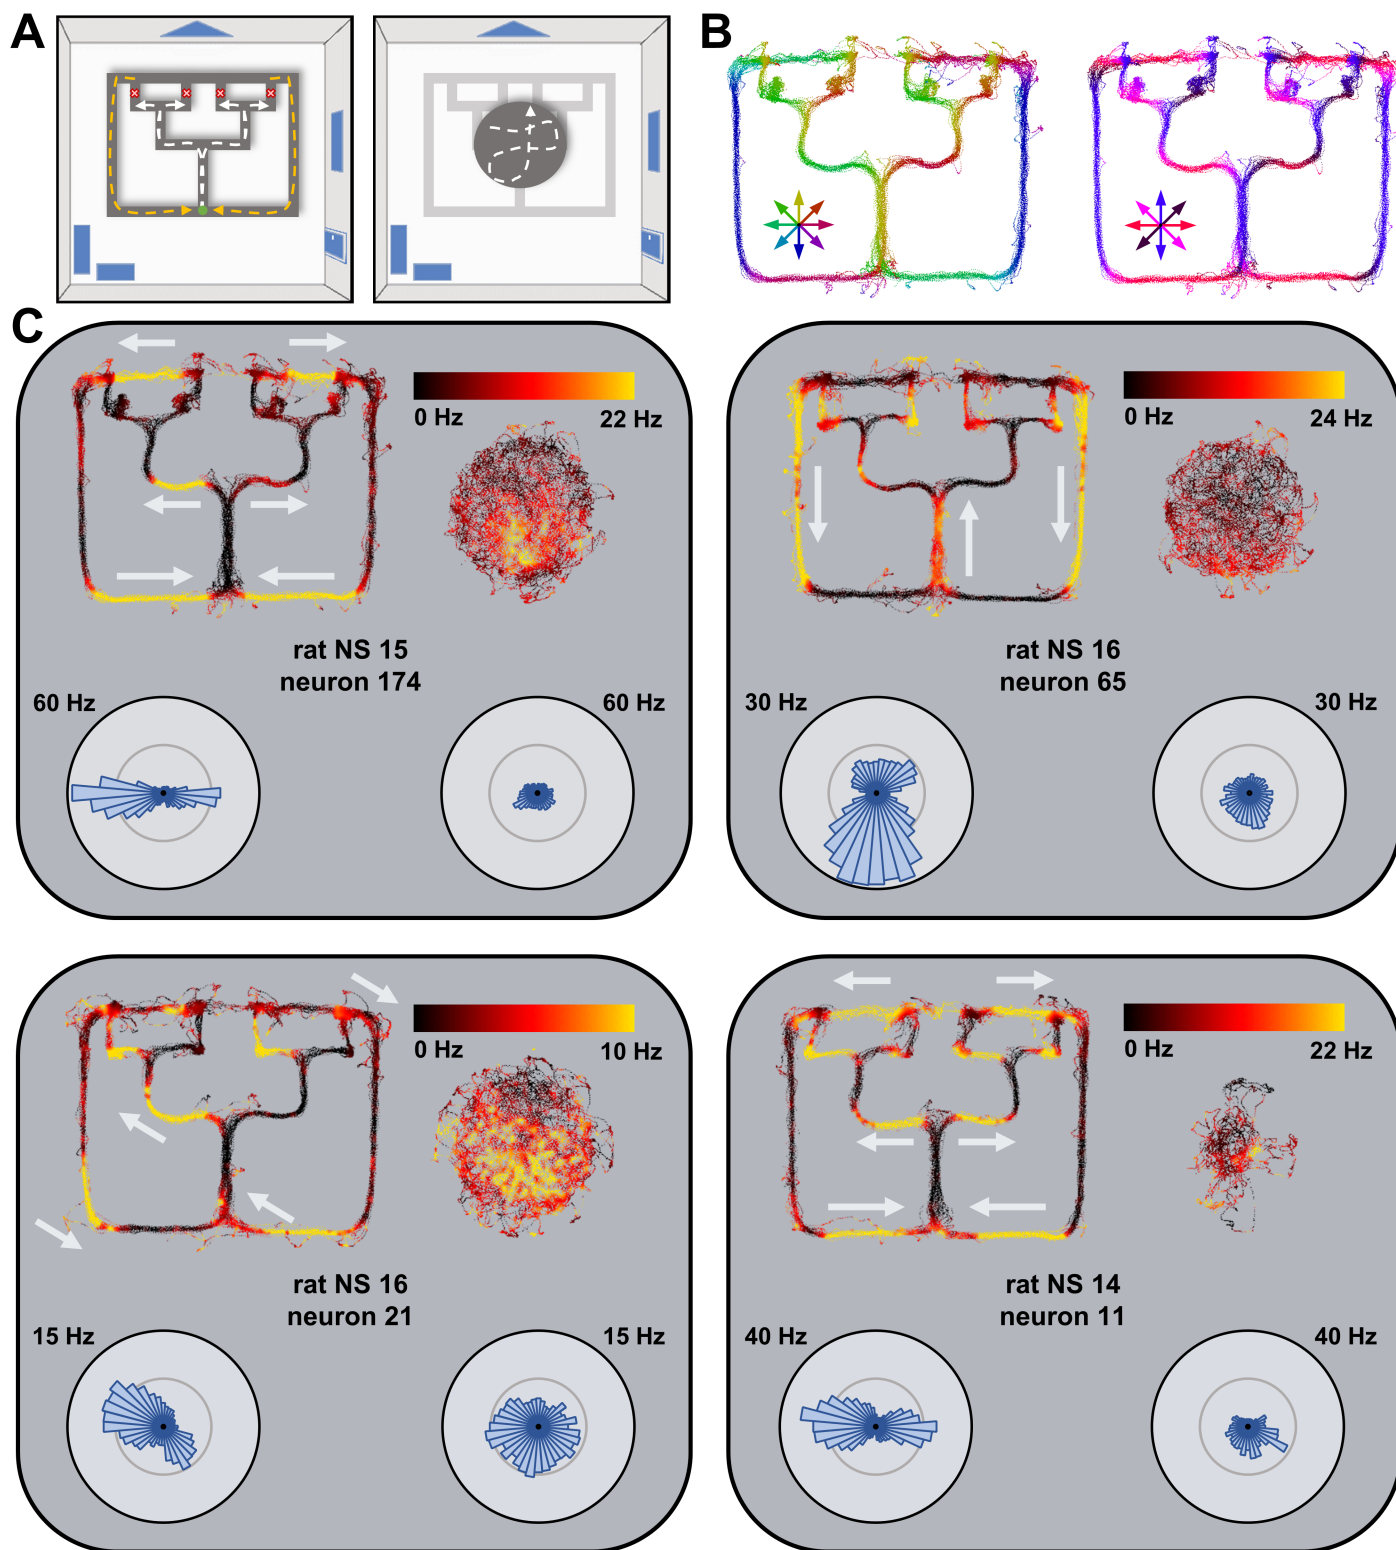 A
B
C
0 Hz
22 Hz
rat NS 15
neuron 174
60 Hz
60 Hz
0 Hz
24 Hz
rat NS 16
neuron 65
30 Hz
30 Hz
0 Hz
10 Hz
rat NS 16
neuron 21
15 Hz
15 Hz
0 Hz
22 Hz
rat NS 14
neuron 11
40 Hz
40 Hz